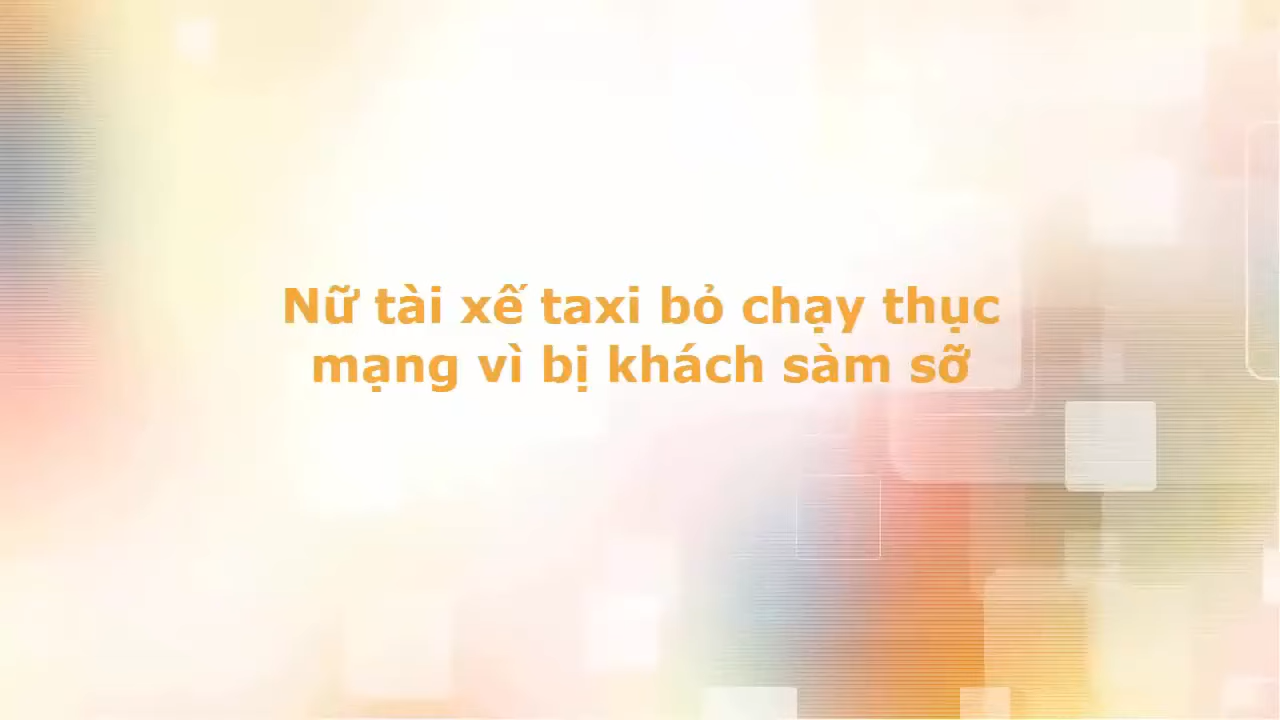 Nữ tài xế taxi bỏ chạy thục
mạng vì bị khách sàm sỡ